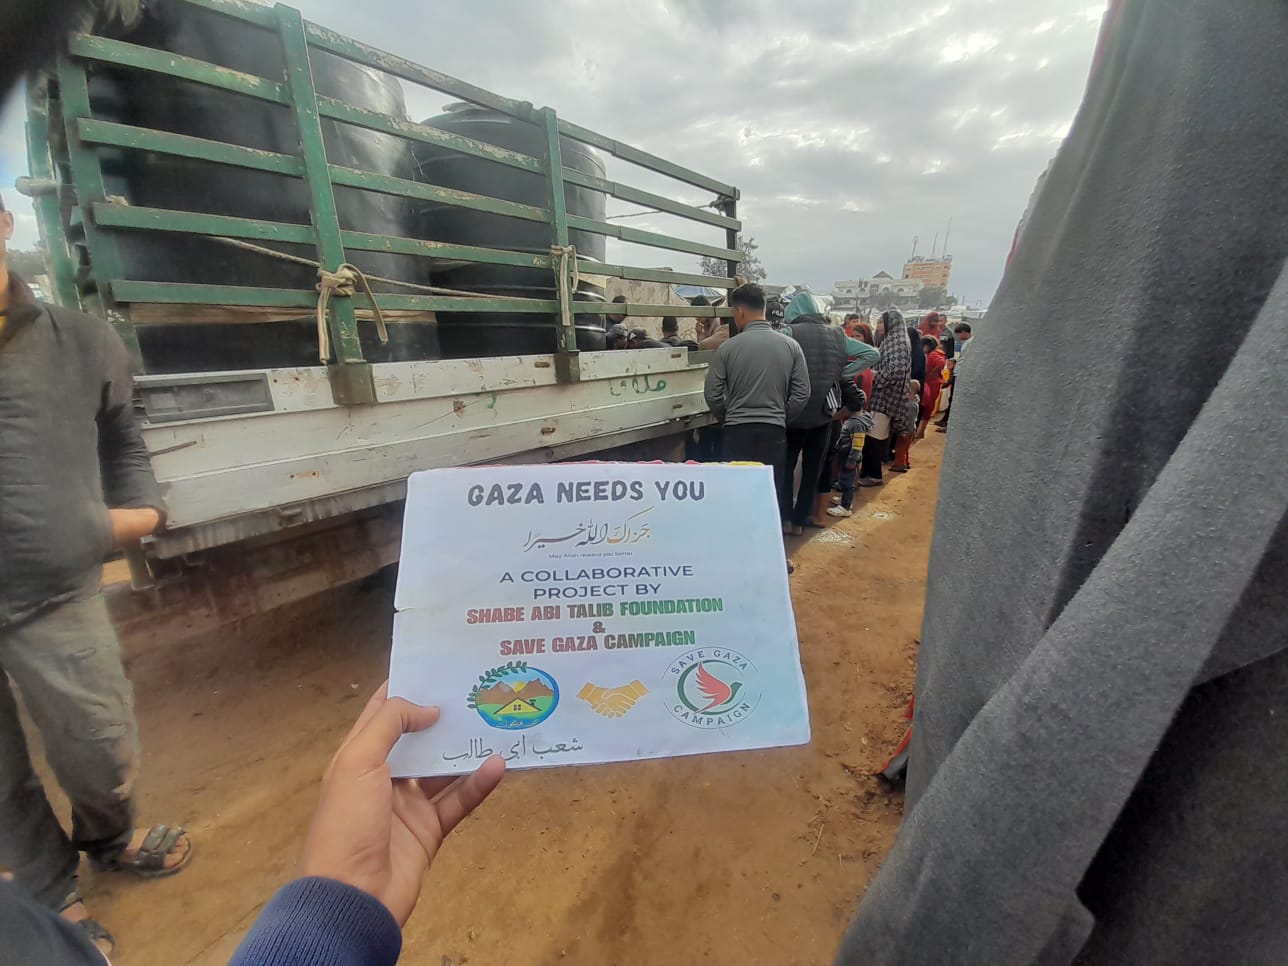 GAZA NEEDS YOU
جزاك الله خيرا
May Allah reward you better
A COLLABORATIVE
PROJECT BY
SHABE ABI TALIB FOUNDATION
&
SAVE GAZA CAMPAIGN
SAVE GAZA
CAMPAIGN
شعب ابی طالب